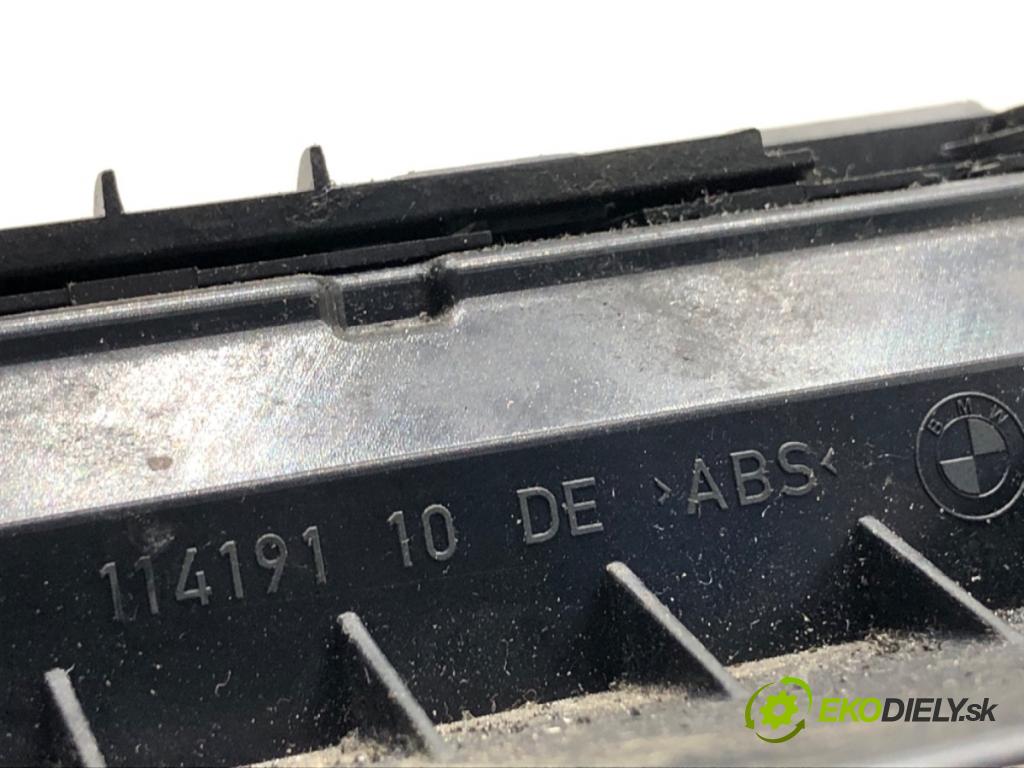 BMW
114191 10 DE >ABS<
EKODIELY.sk